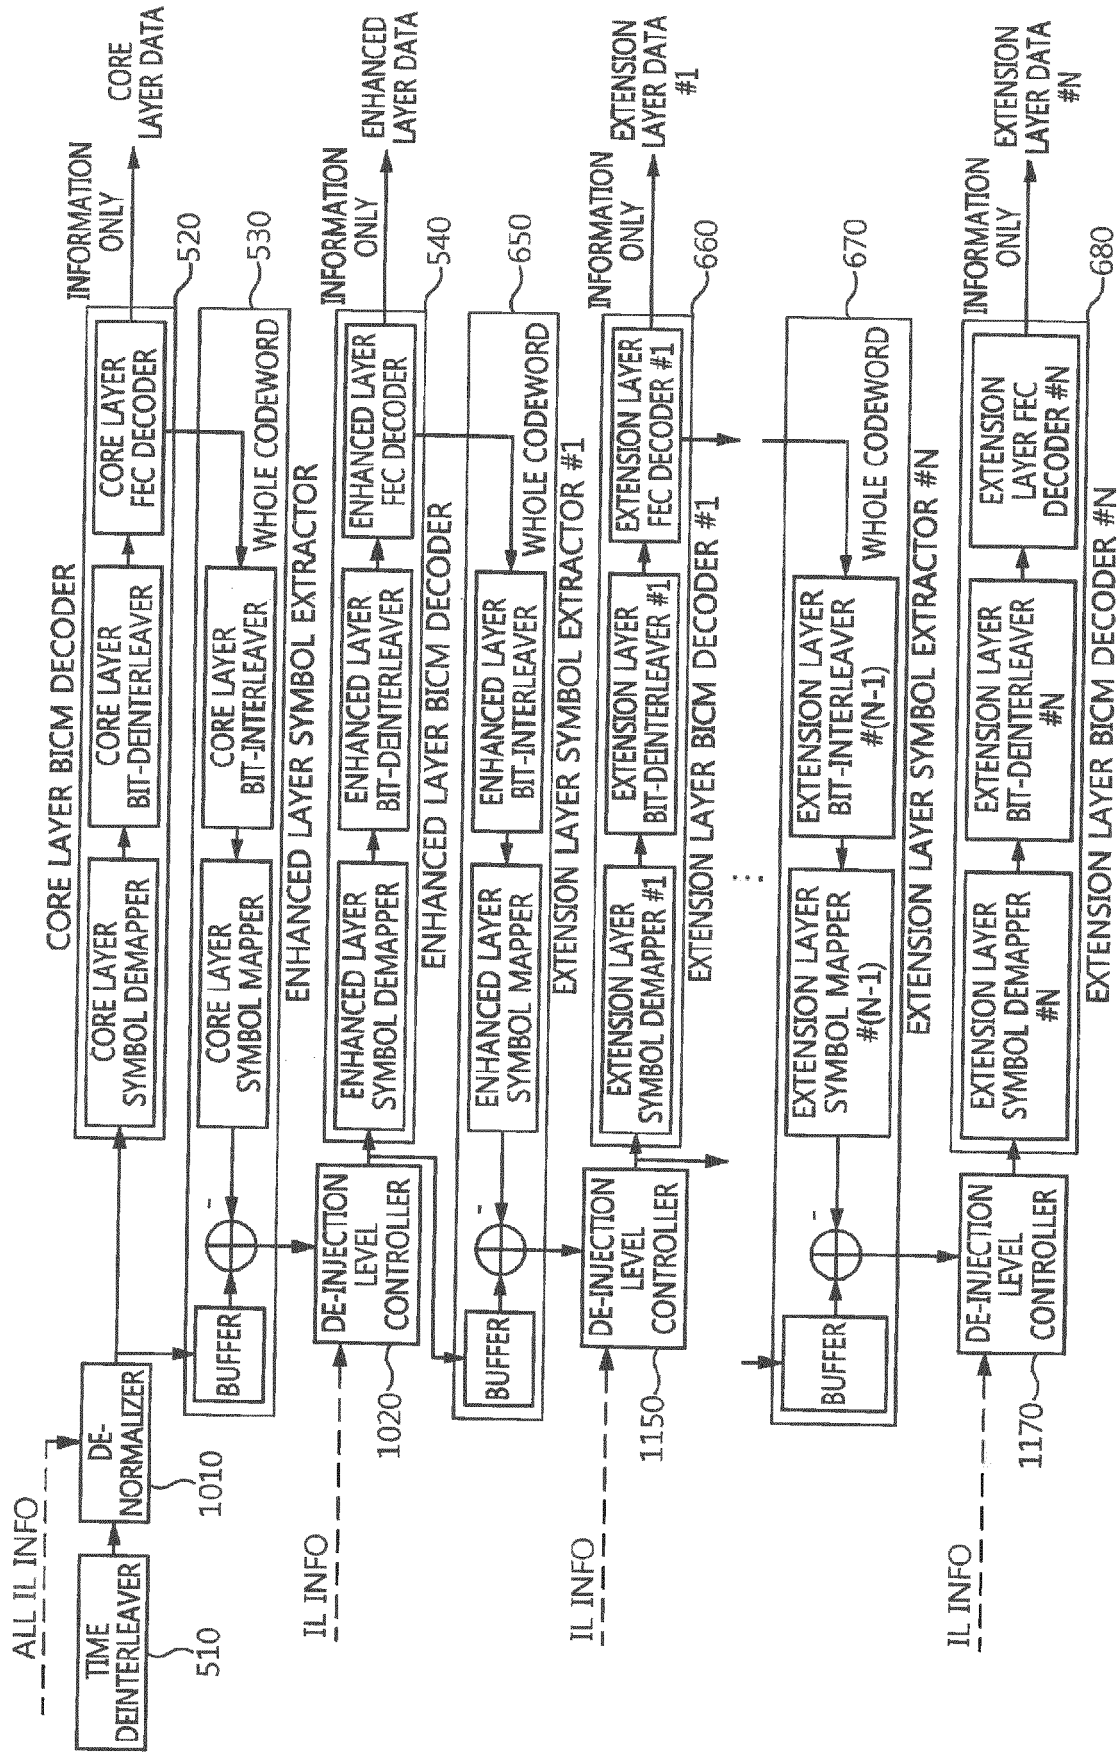 ALL IL INFO
TIME
DEINTERLEAVER
510
DE-
NORMALIZER
1010
CORE LAYER BICM DECODER
CORE LAYER
SYMBOL DEMAPPER
CORE LAYER
BIT-DEINTERLEAVER
CORE LAYER
FEC DECODER
520
INFORMATION
ONLY
CORE
LAYER DATA
BUFFER
-
CORE LAYER
SYMBOL MAPPER
CORE LAYER
BIT-INTERLEAVER
WHOLE CODEWORD
530
ENHANCED LAYER SYMBOL EXTRACTOR
IL INFO
DE-INJECTION
LEVEL
CONTROLLER
1020
ENHANCED LAYER
SYMBOL DEMAPPER
ENHANCED LAYER
BIT-DEINTERLEAVER
ENHANCED LAYER
FEC DECODER
540
INFORMATION
ONLY
ENHANCED
LAYER DATA
ENHANCED LAYER BICM DECODER
BUFFER
-
ENHANCED LAYER
SYMBOL MAPPER
ENHANCED LAYER
BIT-INTERLEAVER
WHOLE CODEWORD
650
EXTENSION LAYER SYMBOL EXTRACTOR #1
IL INFO
DE-INJECTION
LEVEL
CONTROLLER
1150
EXTENSION LAYER
SYMBOL DEMAPPER #1
EXTENSION LAYER
BIT-DEINTERLEAVER #1
EXTENSION LAYER
FEC DECODER #1
660
INFORMATION
ONLY
EXTENSION
LAYER DATA
#1
EXTENSION LAYER BICM DECODER #1
...
BUFFER
-
EXTENSION LAYER
SYMBOL MAPPER
#(N-1)
EXTENSION LAYER
BIT-INTERLEAVER
#(N-1)
WHOLE CODEWORD
670
EXTENSION LAYER SYMBOL EXTRACTOR #N
IL INFO
DE-INJECTION
LEVEL
CONTROLLER
1170
EXTENSION LAYER
SYMBOL DEMAPPER
#N
EXTENSION LAYER
BIT-DEINTERLEAVER
#N
EXTENSION
LAYER FEC
DECODER #N
680
INFORMATION
ONLY
EXTENSION
LAYER DATA
#N
EXTENSION LAYER BICM DECODER #N